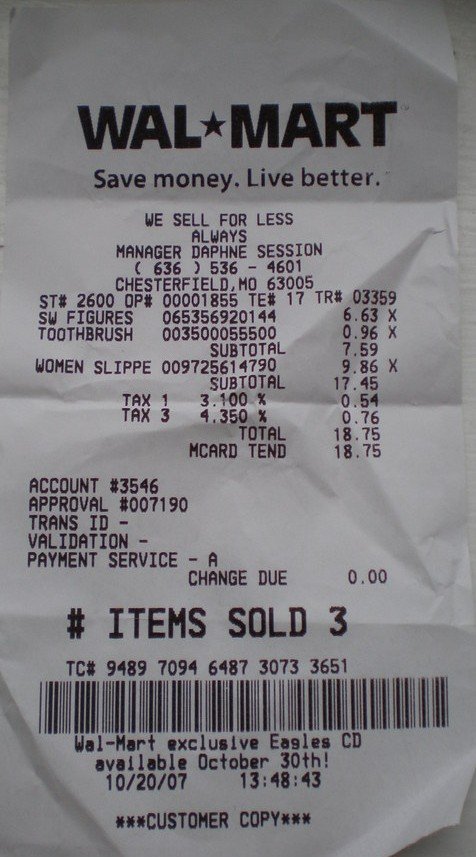 WAL★MART
Save money. Live better.
WE SELL FOR LESS
ALWAYS
MANAGER DAPHNE SESSION
( 636 ) 536 - 4601
CHESTERFIELD,MO 63005
ST# 2600 OP# 00001855 TE# 17 TR# 03359
SW FIGURES 065356920144 6.63 X
TOOTHBRUSH 003500055500 0.96 X
SUBTOTAL 7.59
WOMEN SLIPPE 009725614790 9.86 X
SUBTOTAL 17.45
TAX 1 3.100 % 0.54
TAX 3 4.350 % 0.76
TOTAL 18.75
MCARD TEND 18.75
ACCOUNT #3546
APPROVAL #007190
TRANS ID -
VALIDATION -
PAYMENT SERVICE - A
CHANGE DUE 0.00
# ITEMS SOLD 3
TC# 9489 7094 6487 3073 3651
Wal-Mart exclusive Eagles CD
available October 30th!
10/20/07 13:48:43
***CUSTOMER COPY***